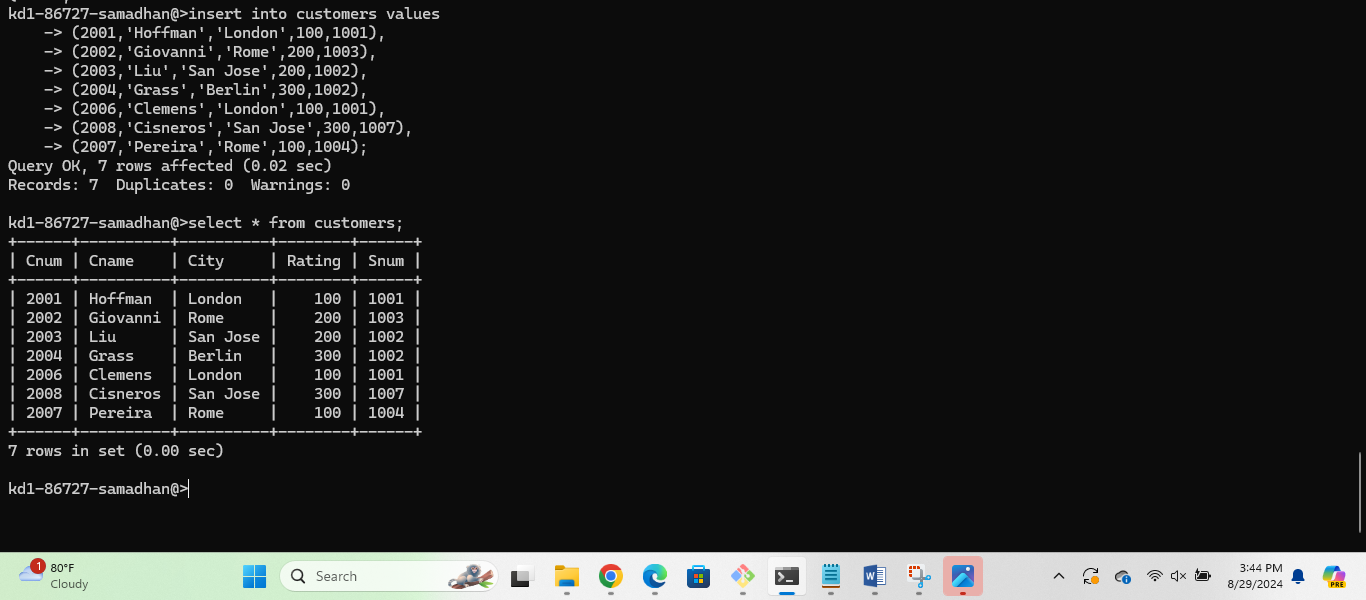 kd1-86727-samadhan@>insert into customers values
    -> (2001,'Hoffman','London',100,1001),
    -> (2002,'Giovanni','Rome',200,1003),
    -> (2003,'Liu','San Jose',200,1002),
    -> (2004,'Grass','Berlin',300,1002),
    -> (2006,'Clemens','London',100,1001),
    -> (2008,'Cisneros','San Jose',300,1007),
    -> (2007,'Pereira','Rome',100,1004);
Query OK, 7 rows affected (0.02 sec)
Records: 7  Duplicates: 0  Warnings: 0
kd1-86727-samadhan@>select * from customers;
+------+----------+----------+--------+------+
| Cnum | Cname    | City     | Rating | Snum |
+------+----------+----------+--------+------+
| 2001 | Hoffman  | London   |    100 | 1001 |
| 2002 | Giovanni | Rome     |    200 | 1003 |
| 2003 | Liu      | San Jose |    200 | 1002 |
| 2004 | Grass    | Berlin   |    300 | 1002 |
| 2006 | Clemens  | London   |    100 | 1001 |
| 2008 | Cisneros | San Jose |    300 | 1007 |
| 2007 | Pereira  | Rome     |    100 | 1004 |
+------+----------+----------+--------+------+
7 rows in set (0.00 sec)
kd1-86727-samadhan@>
1
80°F
Cloudy
Search
W
3:44 PM
8/29/2024
PRE